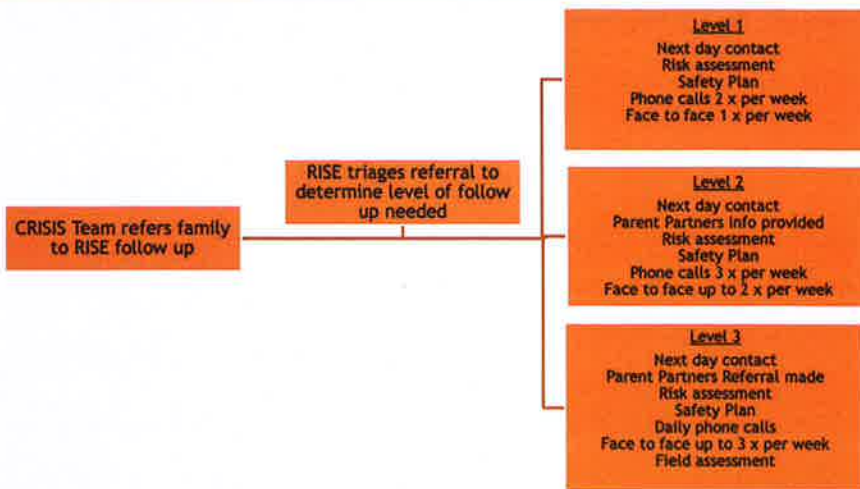 CRISIS Team refers family
to RISE follow up
RISE triages referral to
determine level of follow
up needed
Level 1
Next day contact
Risk assessment
Safety Plan
Phone calls 2 x per week
Face to face 1 x per week
Level 2
Next day contact
Parent Partners info provided
Risk assessment
Safety Plan
Phone calls 3 x per week
Face to face up to 2 x per week
Level 3
Next day contact
Parent Partners Referral made
Risk assessment
Safety Plan
Daily phone calls
Face to face up to 3 x per week
Field assessment